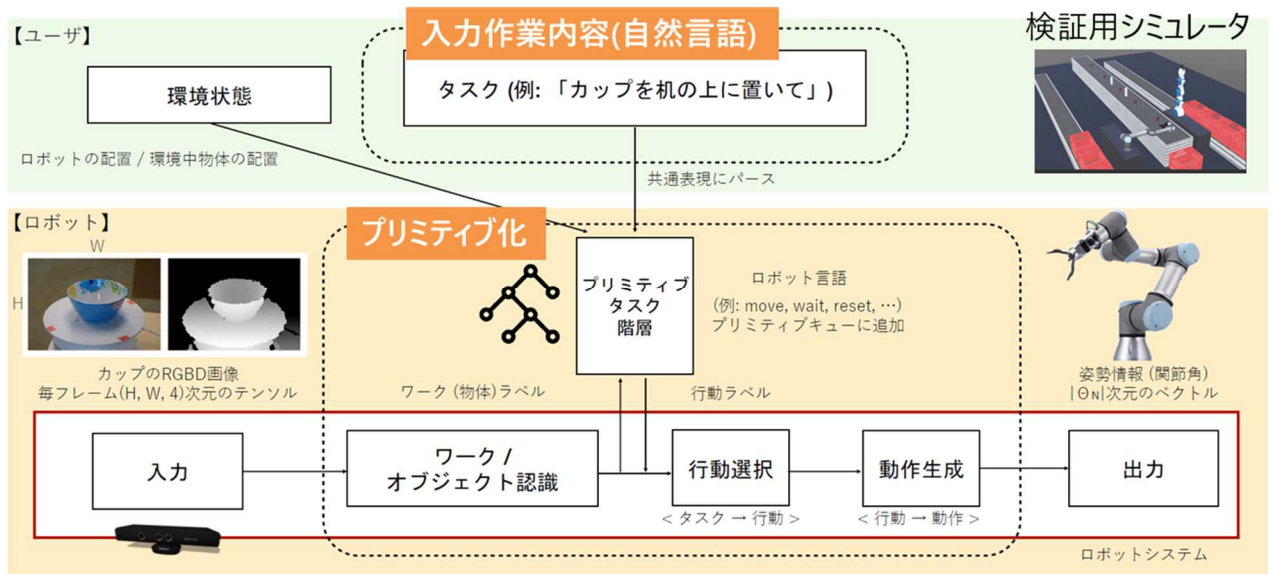 【ユーザ】
入力作業内容(自然言語)
検証用シミュレータ
環境状態
タスク (例: 「カップを机の上に置いて」)
ロボットの配置 / 環境中物体の配置
共通表現にパース
【ロボット】
プリミティブ化
W
H
プリミティブ
タスク
階層
ロボット言語
(例: move, wait, reset, …)
プリミティブキューに追加
カップのRGBD画像
毎フレーム(H, W, 4)次元のテンソル
ワーク (物体)ラベル
行動ラベル
姿勢情報 (関節角)
|ΘN|次元のベクトル
入力
ワーク /
オブジェクト認識
行動選択
動作生成
出力
< タスク → 行動 >
< 行動 → 動作 >
ロボットシステム